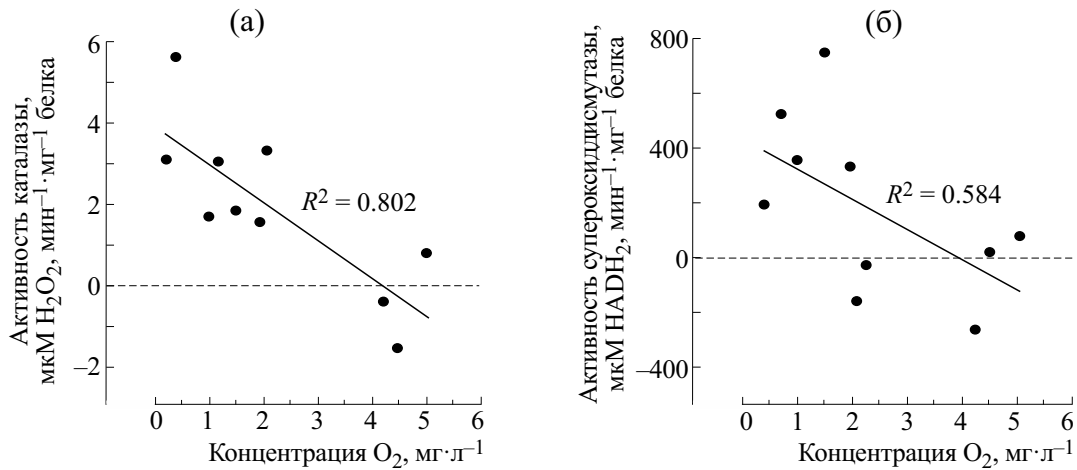 (а)
Активность каталазы,
мкМ H₂O₂, мин⁻¹·мг⁻¹ белка
6
4
2
0
−2
R² = 0.802
0 1 2 3 4 5 6
Концентрация O₂, мг·л⁻¹
(б)
Активность супероксиддисмутазы,
мкМ НАDН₂, мин⁻¹·мг⁻¹ белка
800
400
0
−400
R² = 0.584
0 1 2 3 4 5 6
Концентрация O₂, мг·л⁻¹